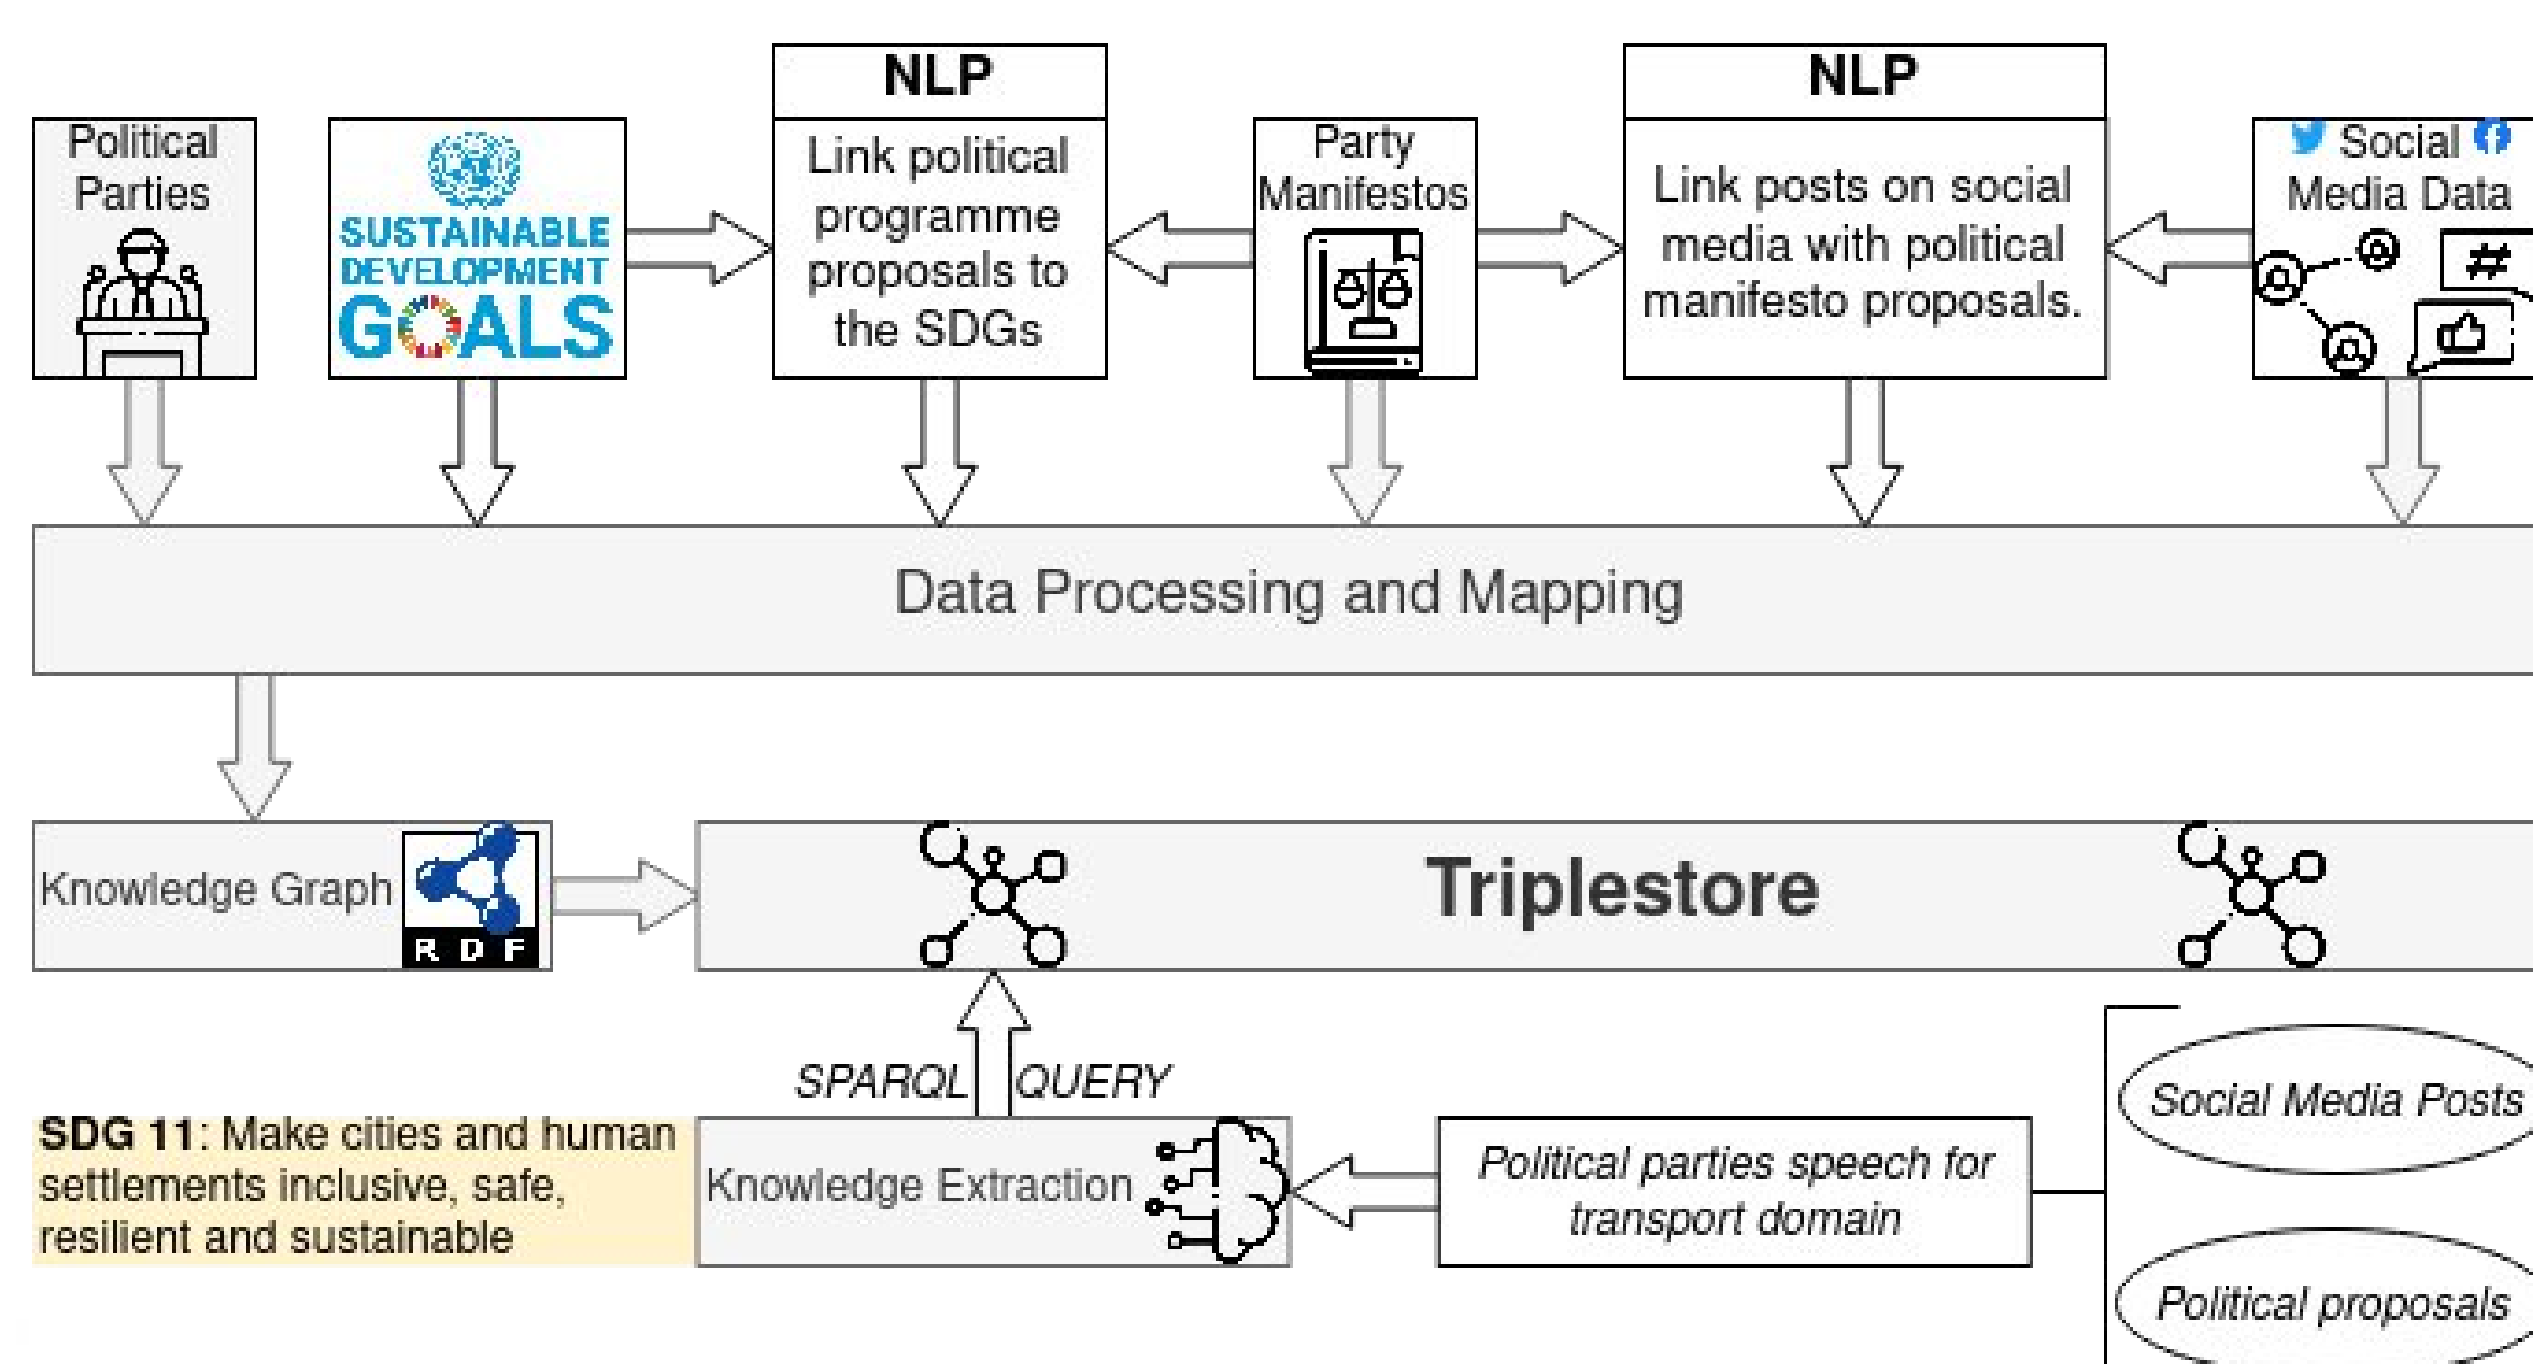 Political
Parties
SUSTAINABLE
DEVELOPMENT
GOALS
NLP
Link political
programme
proposals to
the SDGs
Party
Manifestos
NLP
Link posts on social
media with political
manifesto proposals.
Social
Media Data
#
Data Processing and Mapping
Knowledge Graph
RDF
Triplestore
SPARQL QUERY
SDG 11: Make cities and human
settlements inclusive, safe,
resilient and sustainable
Knowledge Extraction
Political parties speech for
transport domain
Social Media Posts
Political proposals